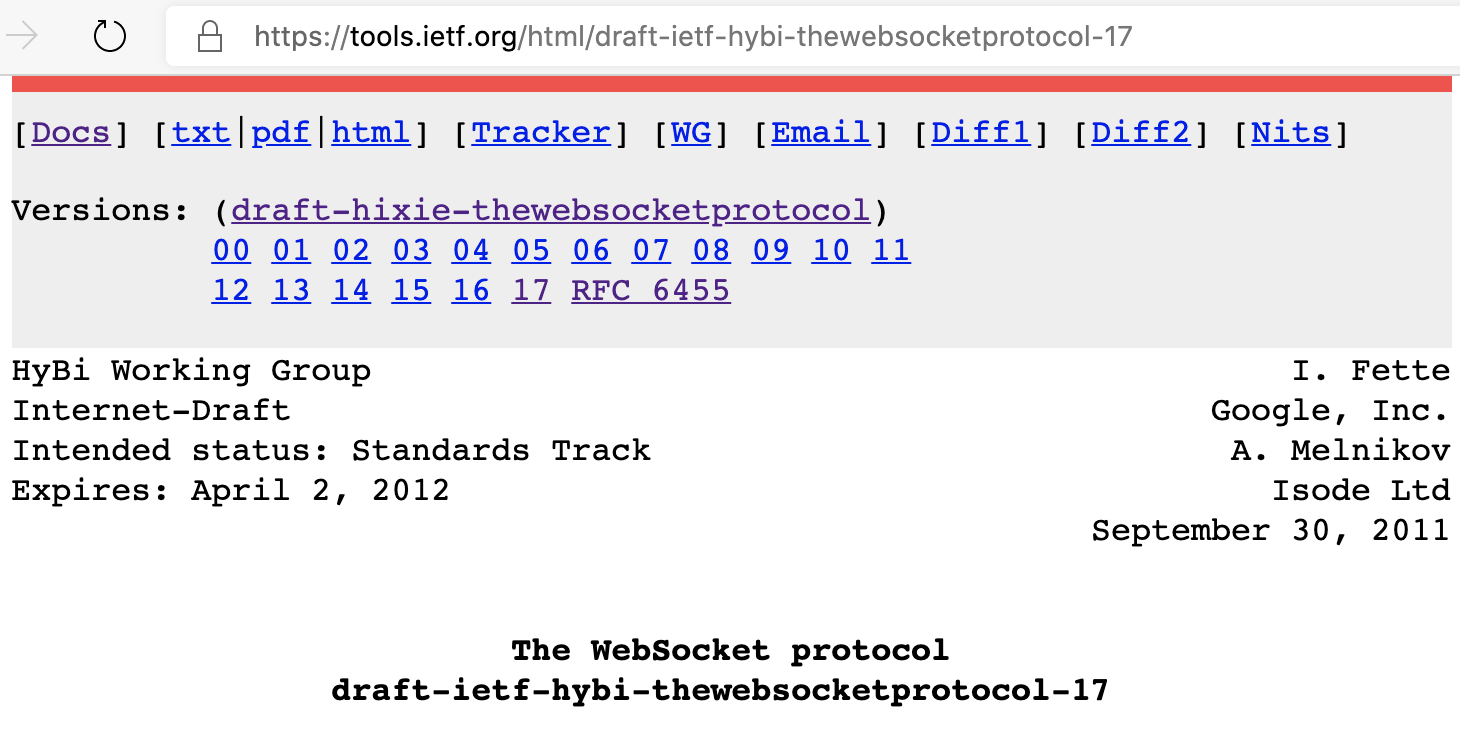 https://tools.ietf.org/html/draft-ietf-hybi-thewebsocketprotocol-17
[Docs] [txt|pdf|html] [Tracker] [WG] [Email] [Diff1] [Diff2] [Nits]
Versions: (draft-hixie-thewebsocketprotocol)
00 01 02 03 04 05 06 07 08 09 10 11
12 13 14 15 16 17 RFC 6455
HyBi Working Group I. Fette
Internet-Draft Google, Inc.
Intended status: Standards Track A. Melnikov
Expires: April 2, 2012 Isode Ltd
September 30, 2011
The WebSocket protocol
draft-ietf-hybi-thewebsocketprotocol-17